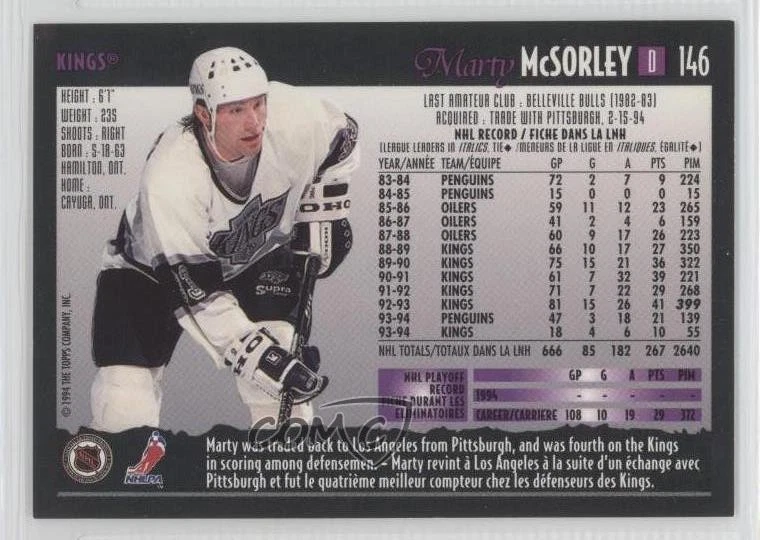 KINGS®
Marty McSORLEY D 146
HEIGHT : 6'1"
WEIGHT : 235
SHOOTS : RIGHT
BORN : 5-18-63
HAMILTON, ONT.
HOME :
CAYUGA, ONT.
LAST AMATEUR CLUB : BELLEVILLE BULLS (1982-83)
ACQUIRED : TRADE WITH PITTSBURGH, 2-15-94
NHL RECORD / FICHE DANS LA LNH
(LEAGUE LEADERS IN ITALICS, TIE◆ /MENEURS DE LA LIGUE EN ITALIQUES, ÉGALITÉ◆)
YEAR/ANNÉE TEAM/ÉQUIPE GP G A PTS PIM
83-84 PENGUINS 72 2 7 9 224
84-85 PENGUINS 15 0 0 0 15
85-86 OILERS 59 11 12 23 265
86-87 OILERS 41 2 4 6 159
87-88 OILERS 60 9 17 26 223
88-89 KINGS 66 10 17 27 350
89-90 KINGS 75 15 21 36 322
90-91 KINGS 61 7 32 39 221
91-92 KINGS 71 7 22 29 268
92-93 KINGS 81 15 26 41 399
93-94 PENGUINS 47 3 18 21 139
93-94 KINGS 18 4 6 10 55
NHL TOTALS/TOTAUX DANS LA LNH 666 85 182 267 2640
NHL PLAYOFF
RECORD
FICHE DURANT LES
ÉLIMINATOIRES
GP G A PTS PIM
1994 - - - - -
CAREER/CARRIÈRE 108 10 19 29 372
© 1994 THE TOPPS COMPANY, INC.
KINGS
Supra
OHO
HO
COMC
NHL
NHLPA
Marty was traded back to Los Angeles from Pittsburgh, and was fourth on the Kings
in scoring among defensemen. - Marty revint à Los Angeles à la suite d'un échange avec
Pittsburgh et fut le quatrième meilleur compteur chez les défenseurs des Kings.